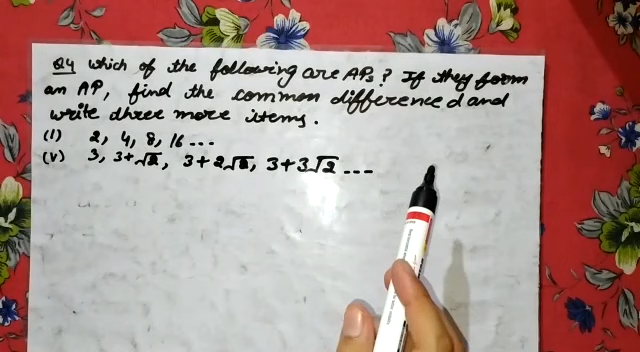 Q4 Which of the following are APs? If they form
an AP, find the common difference d and
write three more items.
(i) 2, 4, 8, 16 ...
(v) 3, 3+√2, 3+2√2, 3+3√2 ...